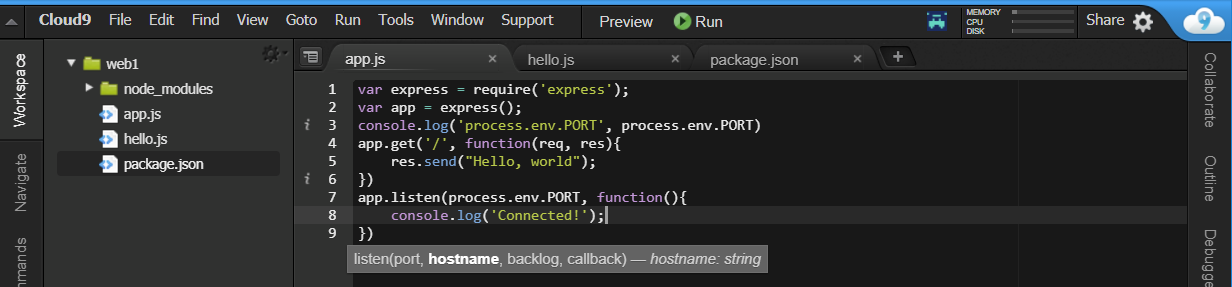 Cloud9 File Edit Find View Goto Run Tools Window Support Preview Run MEMORY CPU DISK Share 9
Workspace
Navigate
mmands
web1
node_modules
app.js
hello.js
package.json
app.js × hello.js × package.json × +
1 var express = require('express');
2 var app = express();
i 3 console.log('process.env.PORT', process.env.PORT)
4 app.get('/', function(req, res){
5 res.send("Hello, world");
i 6 })
7 app.listen(process.env.PORT, function(){
8 console.log('Connected!');
9 })
listen(port, hostname, backlog, callback) — hostname: string
Collaborate
Outline
Debugge